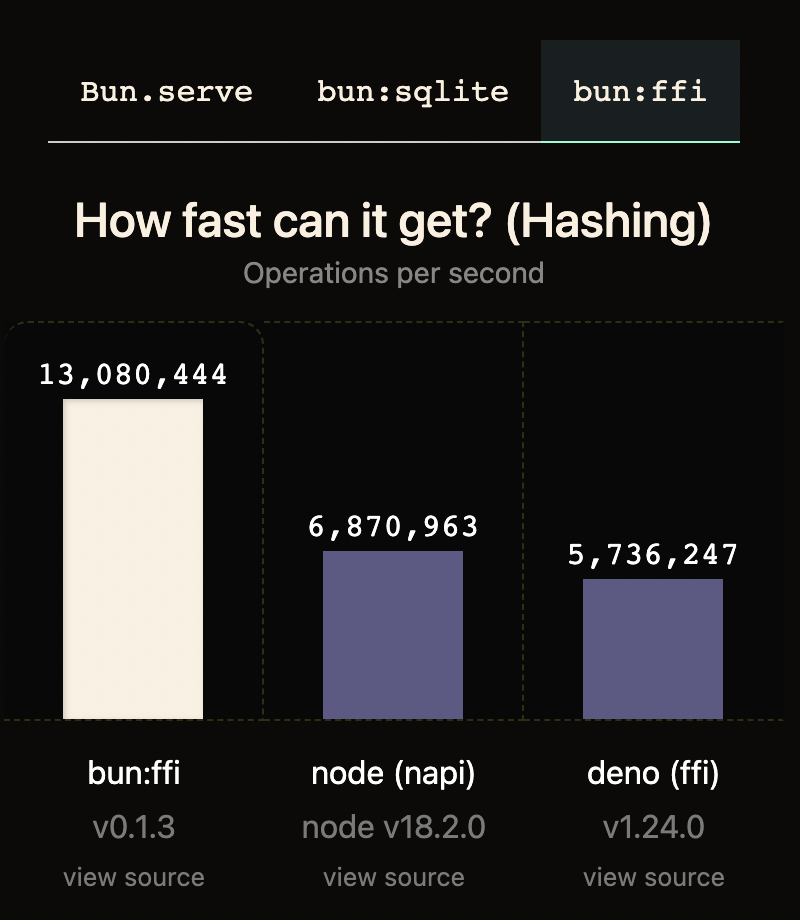 Bun.serve bun:sqlite bun:ffi
How fast can it get? (Hashing)
Operations per second
13,080,444
6,870,963
5,736,247
bun:ffi node (napi) deno (ffi)
v0.1.3 node v18.2.0 v1.24.0
view source view source view source